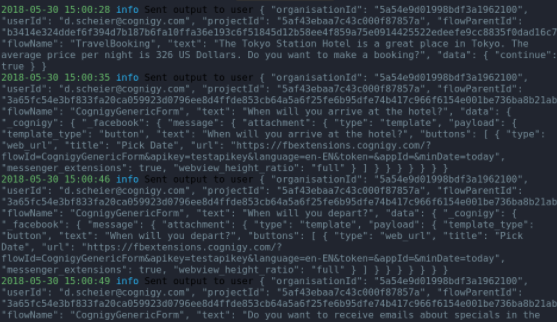 2018-05-30 15:00:28 info Sent output to user { "organisationId": "5a54e9d01998bdf3a1962100",
"userId": "d.scheier@cognigy.com", "projectId": "5af43ebaa7c43c000f87857a", "flowParentId":
"b3414e324ddef6f394d7b187b6fa10ffa36e193c6f51845d12b58ee4f859a75e0914425522edeefe9cc8835f0dad16c7
"flowName": "TravelBooking", "text": "The Tokyo Station Hotel is a great place in Tokyo. The
average price per night is 326 US Dollars. Do you want to make a booking?", "data": { "continue":
true } }
2018-05-30 15:00:35 info Sent output to user { "organisationId": "5a54e9d01998bdf3a1962100",
"userId": "d.scheier@cognigy.com", "projectId": "5af43ebaa7c43c000f87857a", "flowParentId":
"3a65fc54e3bf833fa20ca059923d0796ee8d4ffde853cb64a5a6f25fe6b95dfe74b417c966f6154e001be736ba8b21ab
"flowName": "CognigyGenericForm", "text": "When will you arrive at the hotel?", "data": {
"_cognigy": { "_facebook": { "message": { "attachment": { "type": "template", "payload": {
"template_type": "button", "text": "When will you arrive at the hotel?", "buttons": [ { "type":
"web_url", "title": "Pick Date", "url": "https://fbextensions.cognigy.com/?
flowId=CognigyGenericForm&apikey=testapikey&language=en-EN&token=&appId=&minDate=today",
"messenger_extensions": true, "webview_height_ratio": "full" } ] } } } } } } }
2018-05-30 15:00:46 info Sent output to user { "organisationId": "5a54e9d01998bdf3a1962100",
"userId": "d.scheier@cognigy.com", "projectId": "5af43ebaa7c43c000f87857a", "flowParentId":
"3a65fc54e3bf833fa20ca059923d0796ee8d4ffde853cb64a5a6f25fe6b95dfe74b417c966f6154e001be736ba8b21ab
"flowName": "CognigyGenericForm", "text": "When will you depart?", "data": { "_cognigy": {
"_facebook": { "message": { "attachment": { "type": "template", "payload": { "template_type":
"button", "text": "When will you depart?", "buttons": [ { "type": "web_url", "title": "Pick
Date", "url": "https://fbextensions.cognigy.com/?
flowId=CognigyGenericForm&apikey=testapikey&language=en-EN&token=&appId=&minDate=today",
"messenger_extensions": true, "webview_height_ratio": "full" } ] } } } } } } }
2018-05-30 15:00:49 info Sent output to user { "organisationId": "5a54e9d01998bdf3a1962100",
"userId": "d.scheier@cognigy.com", "projectId": "5af43ebaa7c43c000f87857a", "flowParentId":
"3a65fc54e3bf833fa20ca059923d0796ee8d4ffde853cb64a5a6f25fe6b95dfe74b417c966f6154e001be736ba8b21ab
"flowName": "CognigyGenericForm", "text": "Do you want to receive emails about specials in the